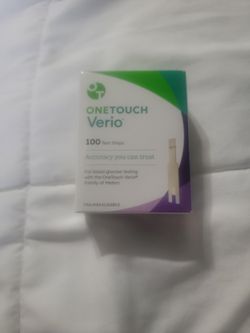 ONETOUCH
Verio
100 Test Strips
Accuracy you can trust
For blood glucose testing
with the OneTouch Verio®
Family of Meters